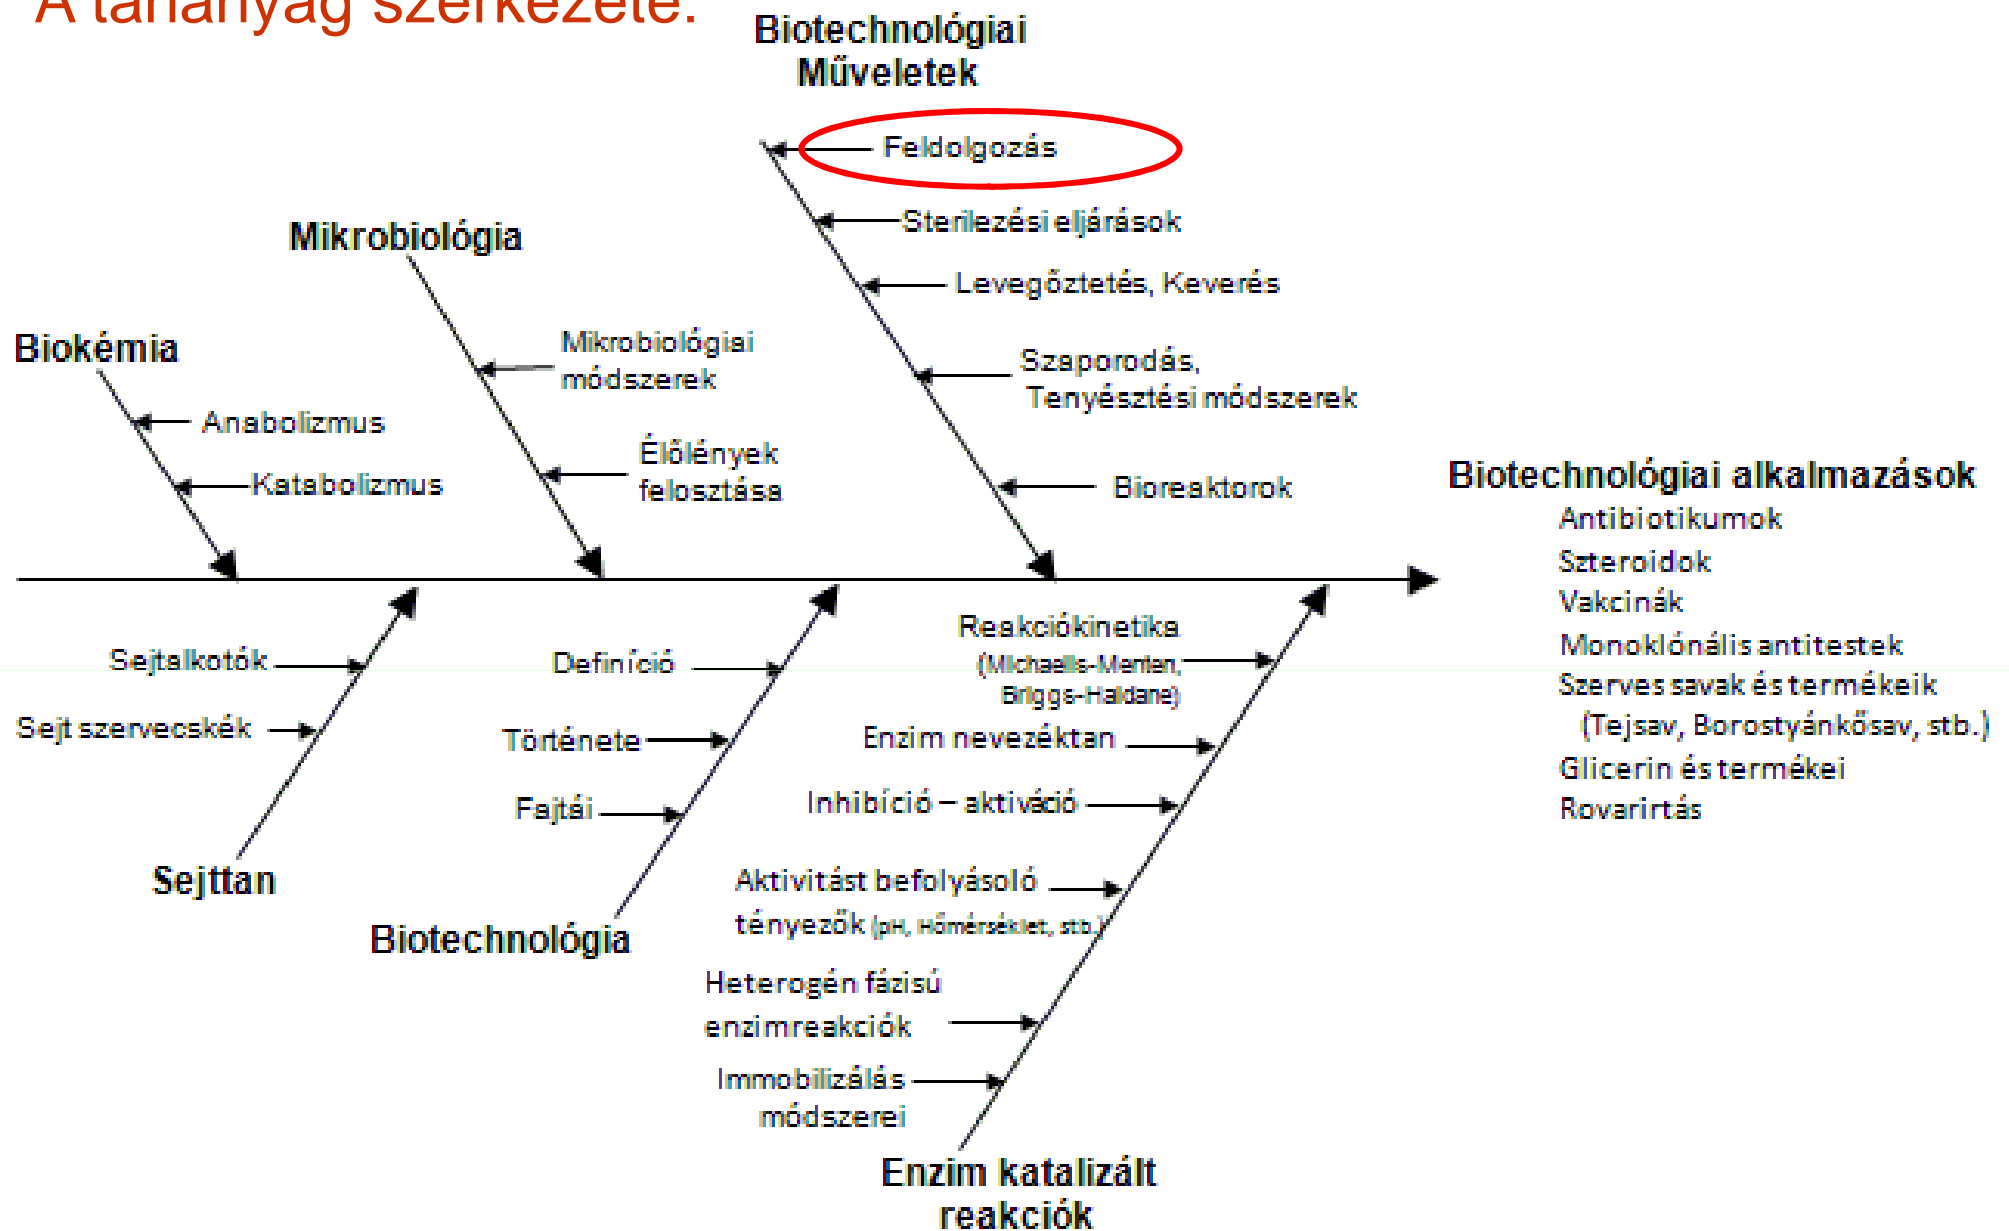 A tananyag szerkezete:
Biotechnológiai
Műveletek
Feldolgozás
Sterilezési eljárások
Levegőztetés, Keverés
Szaporodás,
Tenyésztési módszerek
Bioreaktorok
Mikrobiológia
Mikrobiológiai
módszerek
Élőlények
felosztása
Biokémia
Anabolizmus
Katabolizmus
Biotechnológiai alkalmazások
Antibiotikumok
Szteroidok
Vakcinák
Monoklónális antitestek
Szerves savak és termékeik
(Tejsav, Borostyánkősav, stb.)
Glicerin és termékei
Rovarirtás
Sejtalkotók
Sejt szervecskék
Sejttan
Definíció
Története
Fajtái
Biotechnológia
Reakciókinetika
(Michaelis-Menten,
Briggs-Haldane)
Enzim nevezéktan
Inhibíció – aktiváció
Aktivitást befolyásoló
tényezők (pH, Hőmérséklet, stb.)
Heterogén fázisú
enzimreakciók
Immobilizálás
módszerei
Enzim katalizált
reakciók